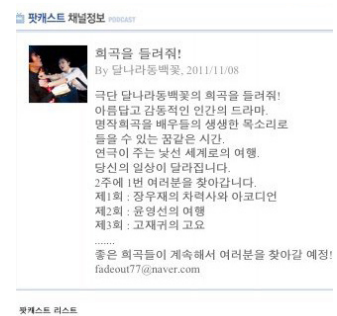 팟캐스트 채널정보 PODCAST
희곡을 들려줘!
By 달나라동백꽃, 2011/11/08
극단 달나라동백꽃의 희곡을 들려줘!
아름답고 감동적인 인간의 드라마.
명작희곡을 배우들의 생생한 목소리로
들을 수 있는 꿈같은 시간.
연극이 주는 낯선 세계로의 여행.
당신의 일상이 달라집니다.
2주에 1번 여러분을 찾아갑니다.
제1회 : 장우재의 차력사와 아코디언
제2회 : 윤영선의 여행
제3회 : 고재귀의 고요
.......
좋은 희곡들이 계속해서 여러분을 찾아갈 예정!
fadeout77@naver.com
팟캐스트 리스트